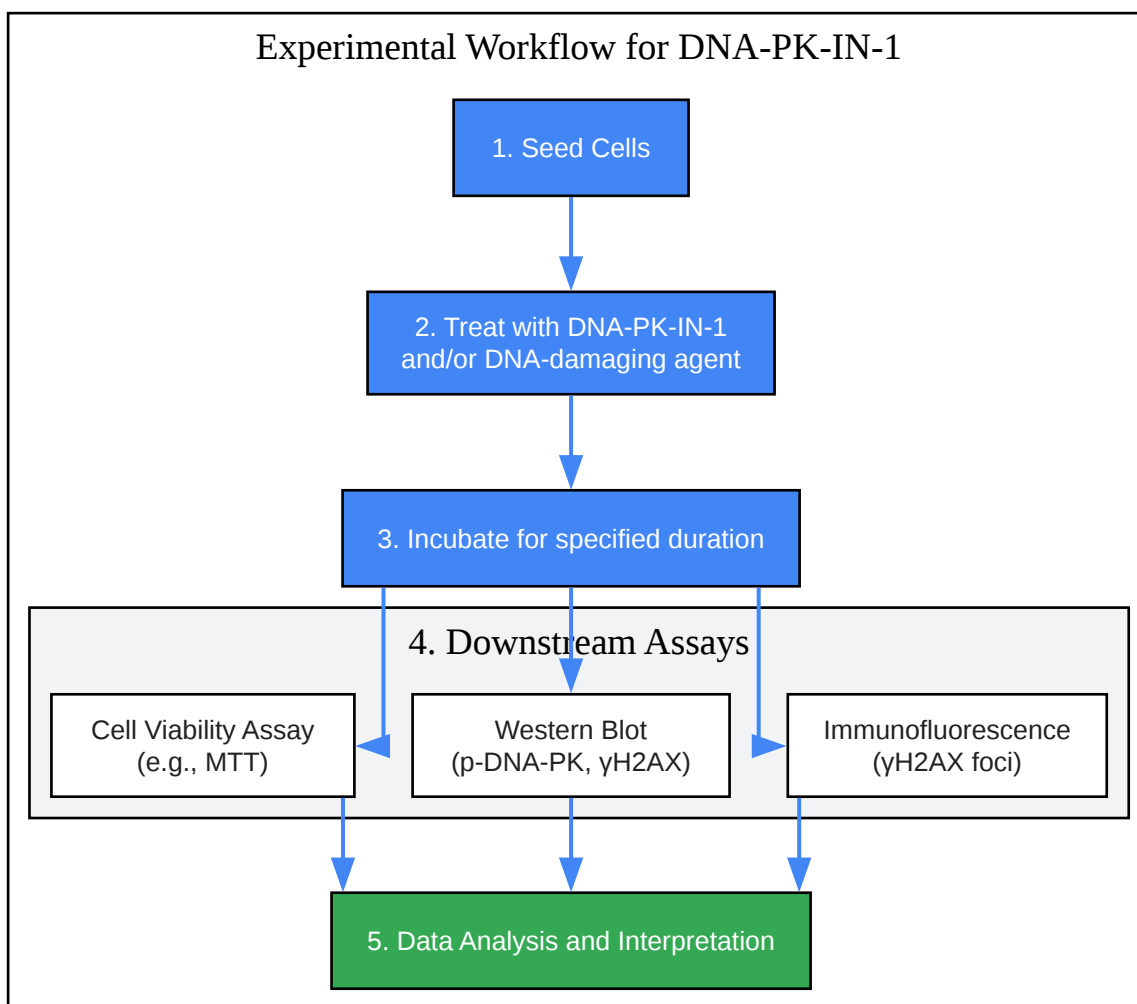 Experimental Workflow for DNA-PK-IN-1
1. Seed Cells
2. Treat with DNA-PK-IN-1
and/or DNA-damaging agent
3. Incubate for specified duration
4. Downstream Assays
Cell Viability Assay
(e.g., MTT)
Western Blot
(p-DNA-PK, γH2AX)
Immunofluorescence
(γH2AX foci)
5. Data Analysis and Interpretation